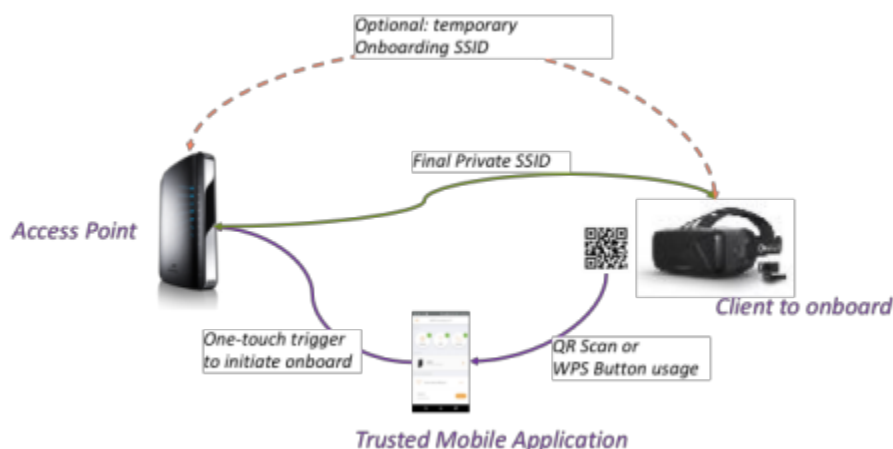 Optional: temporary
Onboarding SSID
Final Private SSID
Access Point
Client to onboard
One-touch trigger
to initiate onboard
QR Scan or
WPS Button usage
Trusted Mobile Application